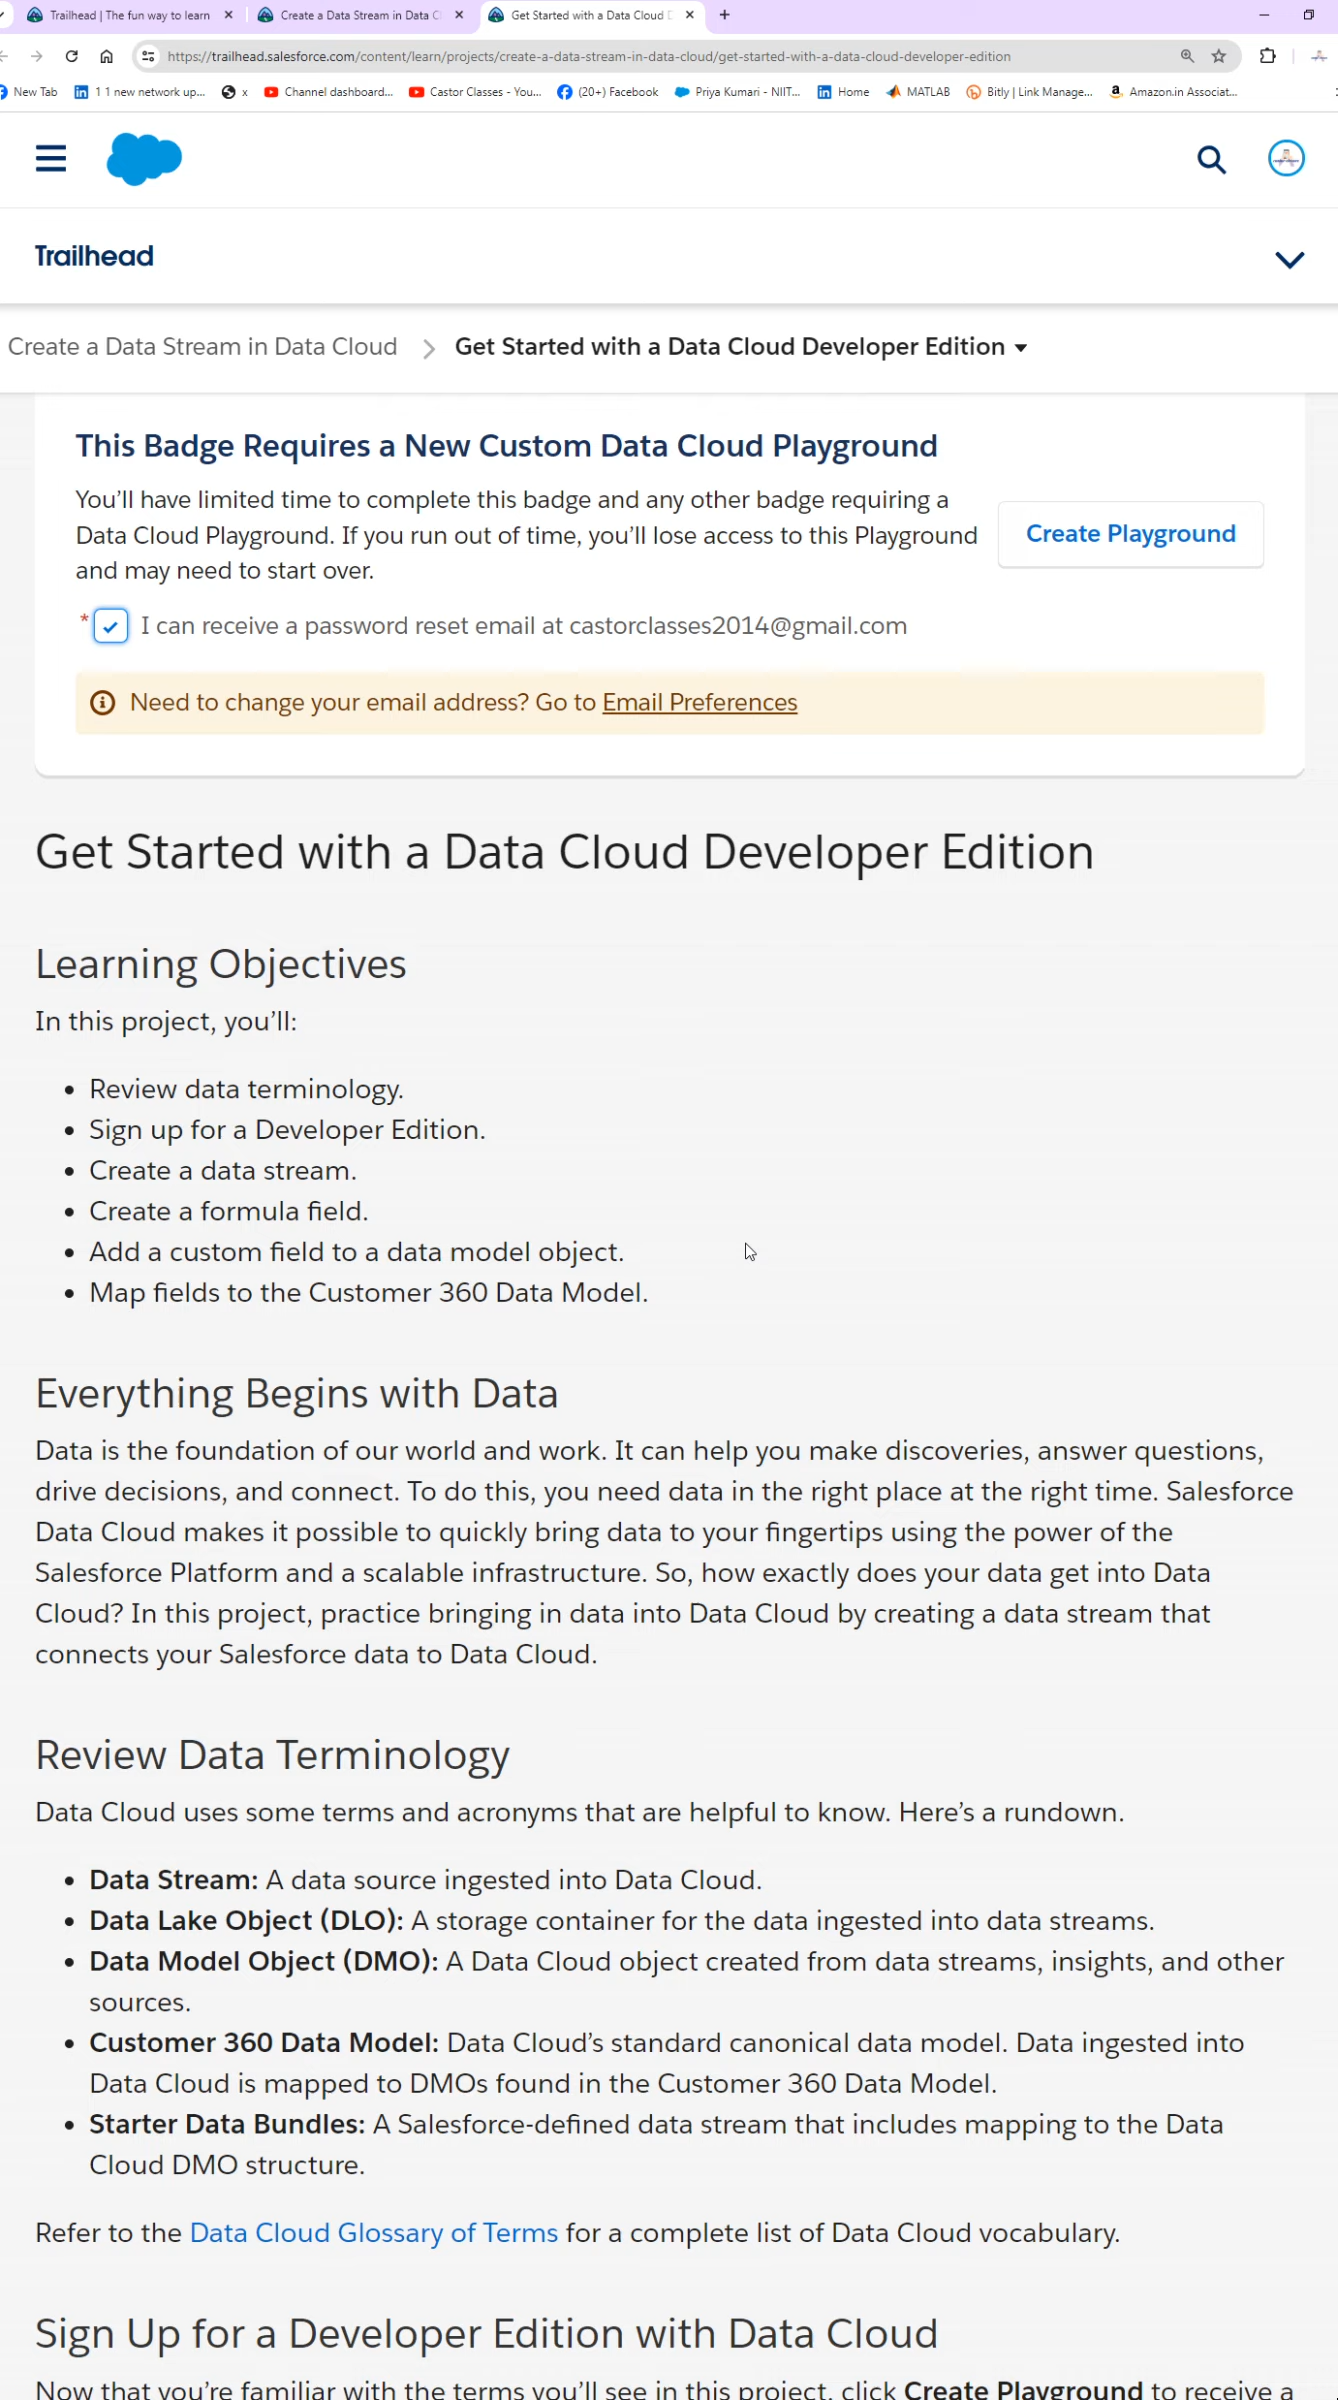 Trailhead | The fun way to learn
Create a Data Stream in Data C
Get Started with a Data Cloud D
https://trailhead.salesforce.com/content/learn/projects/create-a-data-stream-in-data-cloud/get-started-with-a-data-cloud-developer-edition
New Tab
1 1 new network up...
x
Channel dashboard...
Castor Classes - You...
(20+) Facebook
Priya Kumari - NIIT...
Home
MATLAB
Bitly | Link Manage...
Amazon.in Associat...
Trailhead
Create a Data Stream in Data Cloud > Get Started with a Data Cloud Developer Edition
This Badge Requires a New Custom Data Cloud Playground
You’ll have limited time to complete this badge and any other badge requiring a
Data Cloud Playground. If you run out of time, you’ll lose access to this Playground
and may need to start over.
Create Playground
* I can receive a password reset email at castorclasses2014@gmail.com
Need to change your email address? Go to Email Preferences
Get Started with a Data Cloud Developer Edition
Learning Objectives
In this project, you’ll:
• Review data terminology.
• Sign up for a Developer Edition.
• Create a data stream.
• Create a formula field.
• Add a custom field to a data model object.
• Map fields to the Customer 360 Data Model.
Everything Begins with Data
Data is the foundation of our world and work. It can help you make discoveries, answer questions,
drive decisions, and connect. To do this, you need data in the right place at the right time. Salesforce
Data Cloud makes it possible to quickly bring data to your fingertips using the power of the
Salesforce Platform and a scalable infrastructure. So, how exactly does your data get into Data
Cloud? In this project, practice bringing in data into Data Cloud by creating a data stream that
connects your Salesforce data to Data Cloud.
Review Data Terminology
Data Cloud uses some terms and acronyms that are helpful to know. Here’s a rundown.
• Data Stream: A data source ingested into Data Cloud.
• Data Lake Object (DLO): A storage container for the data ingested into data streams.
• Data Model Object (DMO): A Data Cloud object created from data streams, insights, and other
sources.
• Customer 360 Data Model: Data Cloud’s standard canonical data model. Data ingested into
Data Cloud is mapped to DMOs found in the Customer 360 Data Model.
• Starter Data Bundles: A Salesforce-defined data stream that includes mapping to the Data
Cloud DMO structure.
Refer to the Data Cloud Glossary of Terms for a complete list of Data Cloud vocabulary.
Sign Up for a Developer Edition with Data Cloud
Now that you’re familiar with the terms you’ll see in this project, click Create Playground to receive a